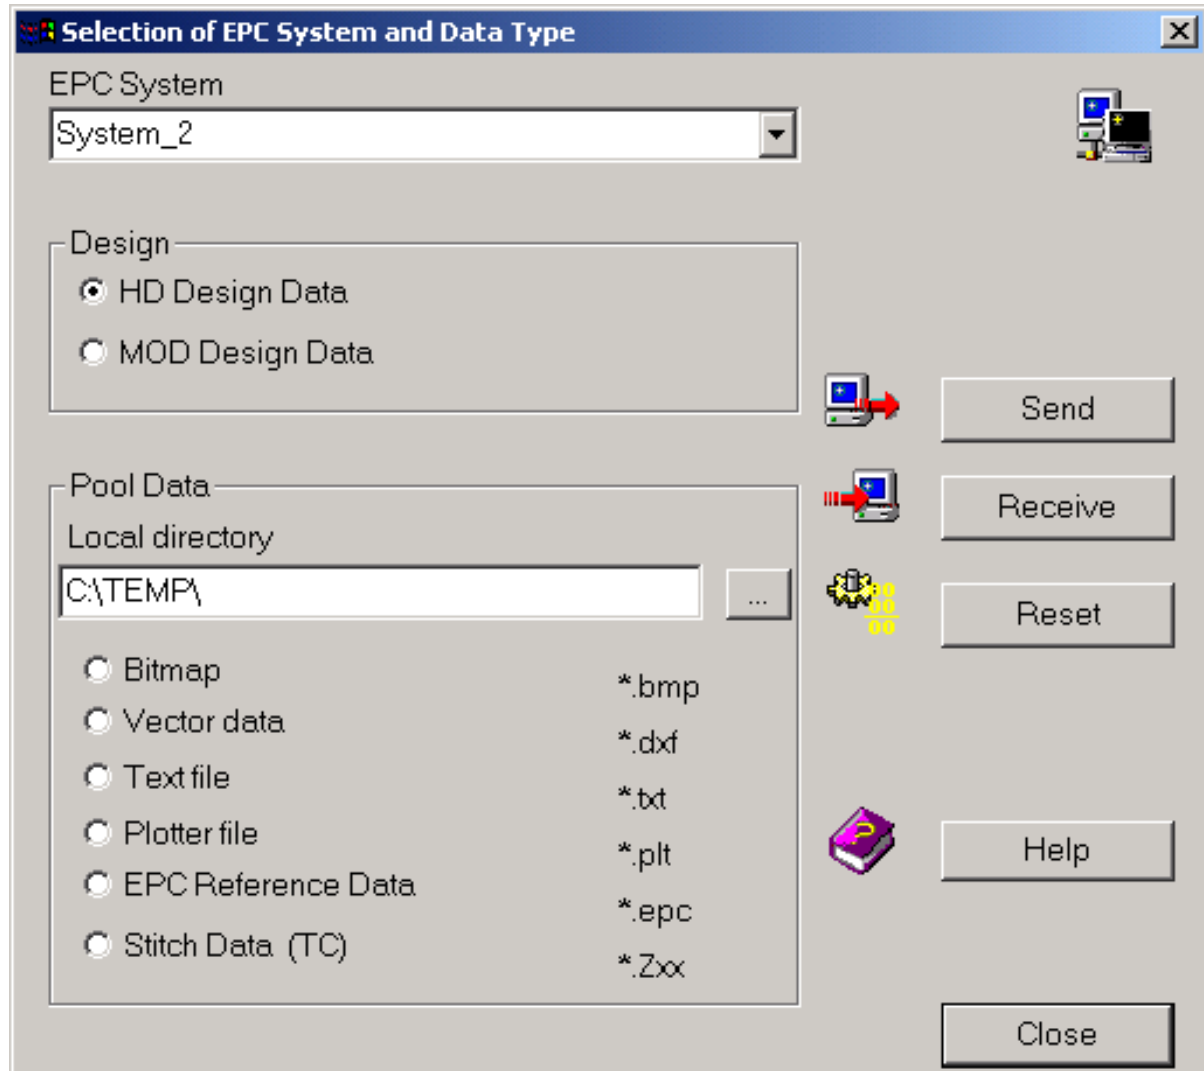 Selection of EPC System and Data Type
EPC System
System_2
Design
HD Design Data
MOD Design Data
Send
Pool Data
Receive
Local directory
C:\TEMP\
...
Reset
Bitmap *.bmp
Vector data *.dxf
Text file *.txt
Plotter file *.plt
Help
EPC Reference Data *.epc
Stitch Data (TC) *.Zxx
Close